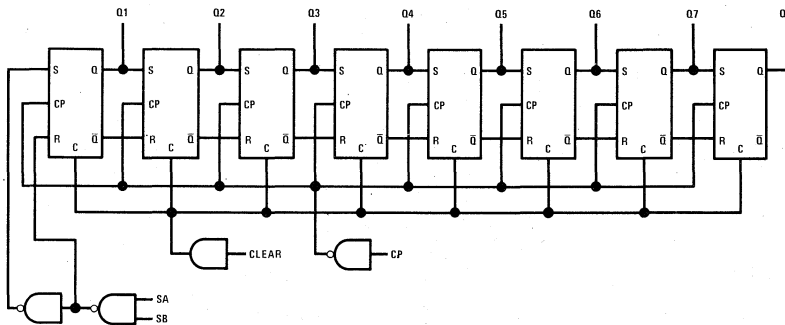 Q1 Q2 Q3 Q4 Q5 Q6 Q7 Q
S Q S Q S Q S Q S Q S Q S Q S
CP CP CP CP CP CP CP CP
R Q̅ R Q̅ R Q̅ R Q̅ R Q̅ R Q̅ R Q̅ R Q̅
C C C C C C C C
CLEAR CP
SA
SB